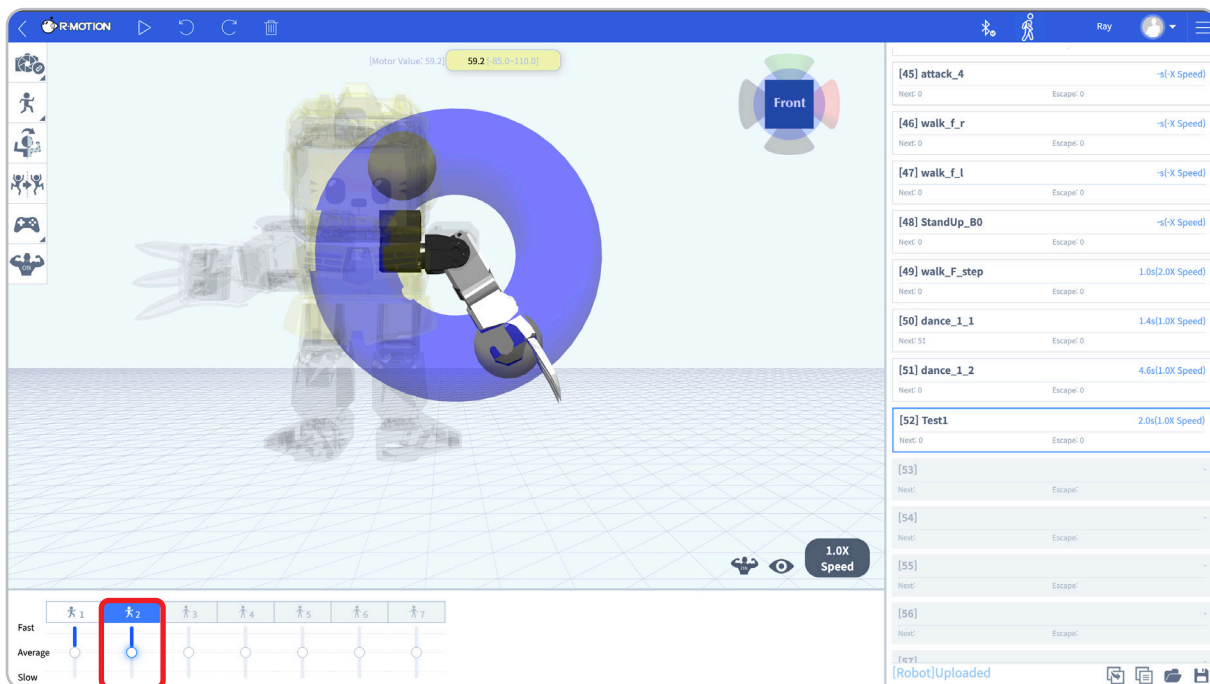 R·MOTION
Ray
[Motor Value: 59.2] 59.2 [-85.0~110.0]
Front
ON
ON
1.0X
Speed
[45] attack_4 -s(-X Speed)
Next: 0 Escape: 0
[46] walk_f_r -s(-X Speed)
Next: 0 Escape: 0
[47] walk_f_l -s(-X Speed)
Next: 0 Escape: 0
[48] StandUp_B0 -s(-X Speed)
Next: 0 Escape: 0
[49] walk_F_step 1.0s(2.0X Speed)
Next: 0 Escape: 0
[50] dance_1_1 1.4s(1.0X Speed)
Next: 51 Escape: 0
[51] dance_1_2 4.6s(1.0X Speed)
Next: 0 Escape: 0
[52] Test1 2.0s(1.0X Speed)
Next: 0 Escape: 0
[53] -
Next: Escape:
[54] -
Next: Escape:
[55] -
Next: Escape:
[56] -
Next: Escape:
[57] -
[Robot]Uploaded
1 2 3 4 5 6 7
Fast
Average
Slow